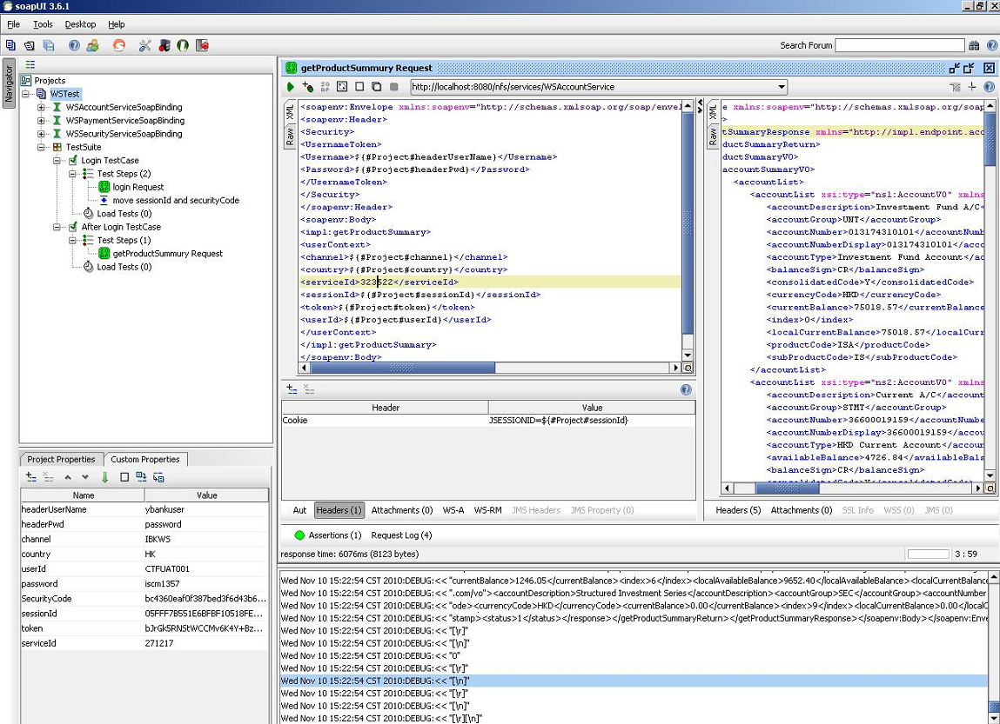 soapUI 3.6.1
File Tools Desktop Help
Search Forum
Navigator
Projects
WSTest
WSAccountServiceSoapBinding
WSPaymentServiceSoapBinding
WSSecurityServiceSoapBinding
TestSuite
Login TestCase
Test Steps (2)
login Request
move sessionId and securityCode
Load Tests (0)
After Login TestCase
Test Steps (1)
getProductSummury Request
Load Tests (0)
Project Properties Custom Properties
Name Value
headerUserName ybankuser
headerPwd password
channel IBKWS
country HK
userId CTFUAT001
password iscm1357
SecurityCode bc4360eaf0f387bed3f6d43b6...
sessionId 05FFF7B551E6BFBF10518FE...
token bJrGk5RNStWCCMv6K4Y+Bz...
serviceId 271217
getProductSummury Request
http://localhost:8080/nfs/services/WSAccountService
XML
Raw
<soapenv:Envelope xmlns:soapenv="http://schemas.xmlsoap.org/soap/envel
<soapenv:Header>
<Security>
<UsernameToken>
<Username>${#Project#headerUserName}</Username>
<Password>${#Project#headerPwd}</Password>
</UsernameToken>
</Security>
</soapenv:Header>
<soapenv:Body>
<impl:getProductSummary>
<userContext>
<channel>${#Project#channel}</channel>
<country>${#Project#country}</country>
<serviceId>323522</serviceId>
<sessionId>${#Project#sessionId}</sessionId>
<token>${#Project#token}</token>
<userId>${#Project#userId}</userId>
</userContext>
</impl:getProductSummary>
</soapenv:Body>
Header Value
Cookie JSESSIONID=${#Project#sessionId}
Aut Headers (1) Attachments (0) WS-A WS-RM JMS Headers JMS Property (0)
XML
Raw
e xmlns:soapenv="http://schemas.xmlsoap.org/soap/
>
tSummaryResponse xmlns="http://impl.endpoint.acc
ductSummaryReturn>
ductSummaryVO>
accountSummaryVO>
<accountList>
<accountList xsi:type="ns1:AccountVO" xmlns
<accountDescription>Investment Fund A/C<
<accountGroup>UNT</accountGroup>
<accountNumber>013174310101</accountNumb
<accountNumberDisplay>013174310101</acco
<accountType>Investment Fund Account</ac
<balanceSign>CR</balanceSign>
<consolidatedCode>Y</consolidatedCode>
<currencyCode>HKD</currencyCode>
<currentBalance>75018.57</currentBalance
<index>0</index>
<localCurrentBalance>75018.57</localCurr
<productCode>ISA</productCode>
<subProductCode>IS</subProductCode>
</accountList>
<accountList xsi:type="ns2:AccountVO" xmlns
<accountDescription>Current A/C</account
<accountGroup>STMT</accountGroup>
<accountNumber>36600019159</accountNumbe
<accountNumberDisplay>36600019159</accou
<accountType>HKD Current Account</accoun
<availableBalance>4726.84</availableBala
<balanceSign>CR</balanceSign>
Headers (5) Attachments (0) SSL Info WSS (0) JMS (0)
Assertions (1) Request Log (4)
response time: 6076ms (8123 bytes) 3 : 59
Wed Nov 10 15:22:54 CST 2010:DEBUG:<< "currentBalance>1246.05</currentBalance><index>6</index><localAvailableBalance>9652.40</localAvailableBalance><localCurrentBalan
Wed Nov 10 15:22:54 CST 2010:DEBUG:<< ".com/vo"><accountDescription>Structured Investment Series</accountDescription><accountGroup>SEC</accountGroup><accountNumber
Wed Nov 10 15:22:54 CST 2010:DEBUG:<< "ode><currencyCode>HKD</currencyCode><currentBalance>0.00</currentBalance><index>9</index><localCurrentBalance>0.00</localC
Wed Nov 10 15:22:54 CST 2010:DEBUG:<< "stamp><status>1</status></response></getProductSummaryReturn></getProductSummaryResponse></soapenv:Body></soapenv:Enve
Wed Nov 10 15:22:54 CST 2010:DEBUG:<< "[\r]"
Wed Nov 10 15:22:54 CST 2010:DEBUG:<< "[\n]"
Wed Nov 10 15:22:54 CST 2010:DEBUG:<< "0"
Wed Nov 10 15:22:54 CST 2010:DEBUG:<< "[\r]"
Wed Nov 10 15:22:54 CST 2010:DEBUG:<< "[\n]"
Wed Nov 10 15:22:54 CST 2010:DEBUG:<< "[\r]"
Wed Nov 10 15:22:54 CST 2010:DEBUG:<< "[\n]"
Wed Nov 10 15:22:54 CST 2010:DEBUG:<< "[\r][\n]"